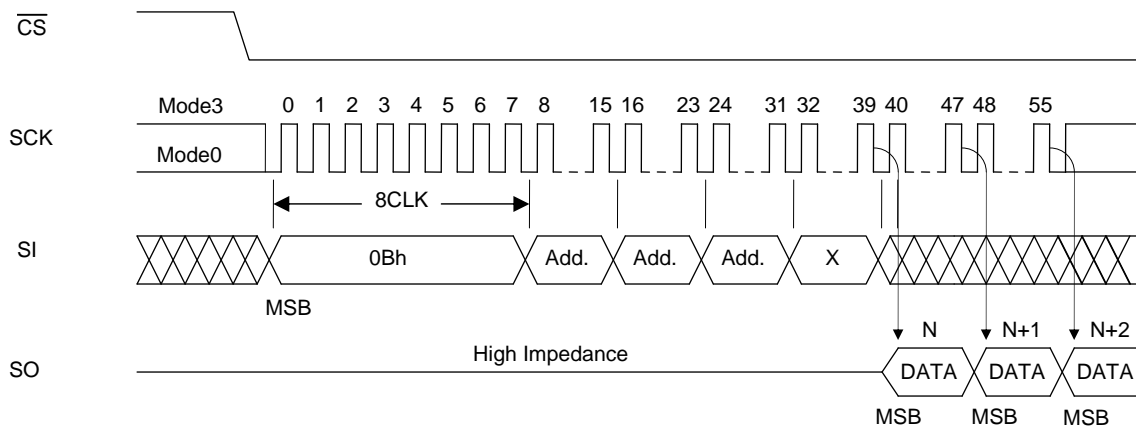 CS
Mode3 0 1 2 3 4 5 6 7 8 15 16 23 24 31 32 39 40 47 48 55
SCK
Mode0
8CLK
SI 0Bh Add. Add. Add. X
MSB
N N+1 N+2
High Impedance
SO DATA DATA DATA
MSB MSB MSB